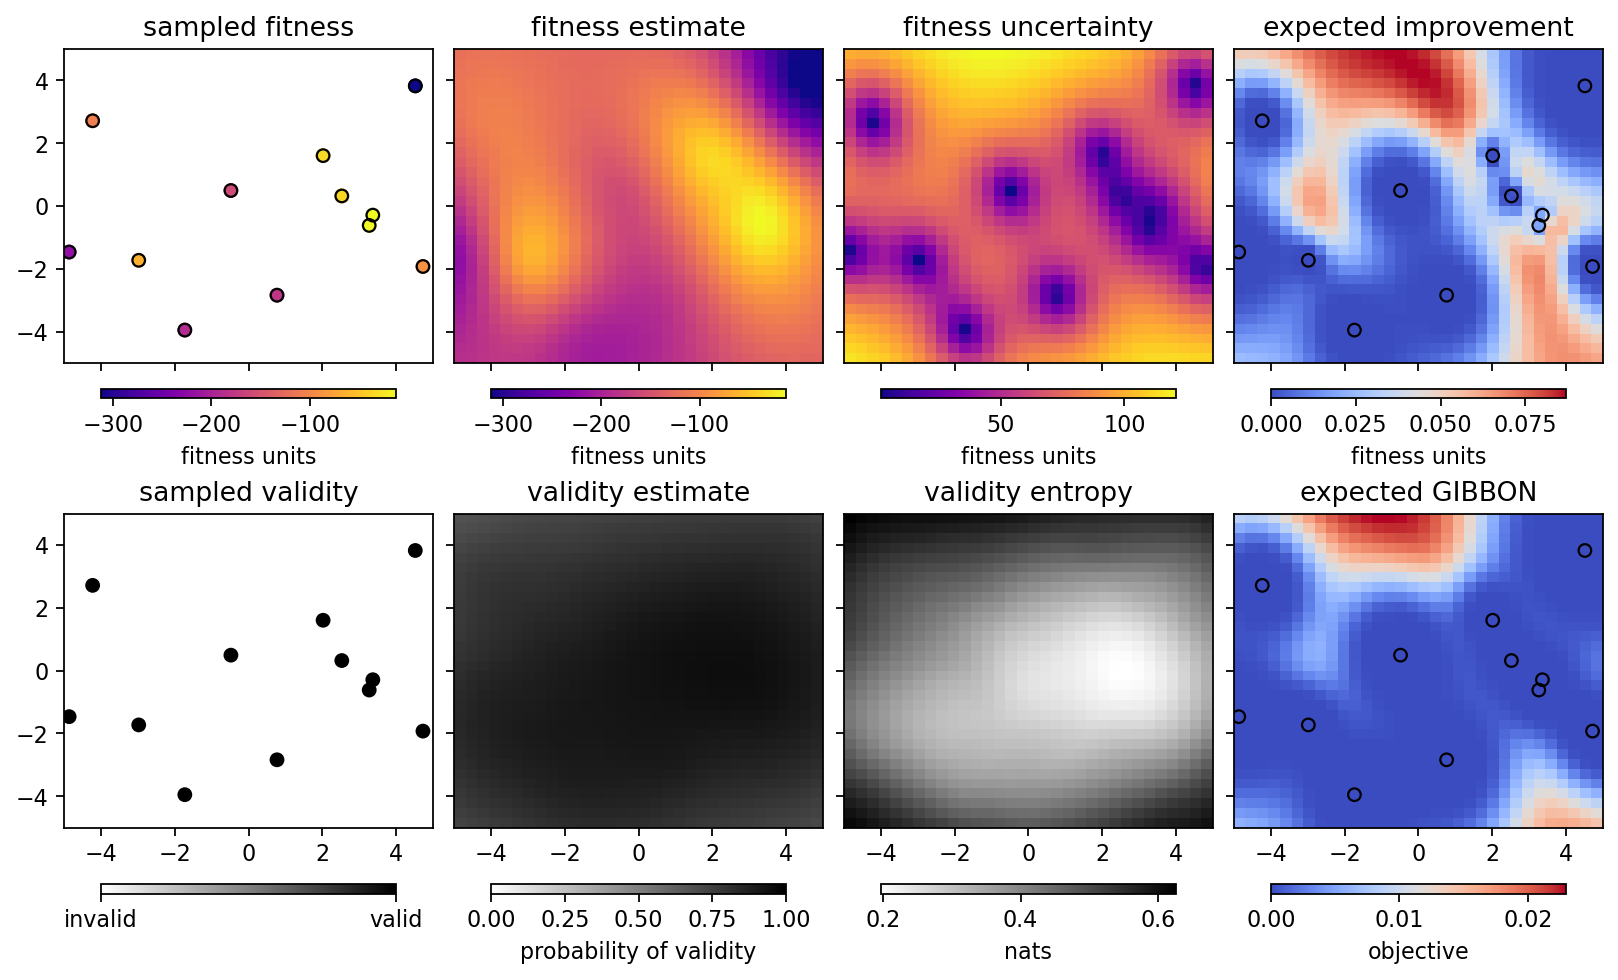 sampled fitness fitness estimate fitness uncertainty expected improvement
4
2
0
−2
−4
−300 −200 −100 −300 −200 −100 50 100 0.000 0.025 0.050 0.075
fitness units fitness units fitness units fitness units
sampled validity validity estimate validity entropy expected GIBBON
4
2
0
−2
−4
−4 −2 0 2 4 −4 −2 0 2 4 −4 −2 0 2 4 −4 −2 0 2 4
invalid valid 0.00 0.25 0.50 0.75 1.00 0.2 0.4 0.6 0.00 0.01 0.02
probability of validity nats objective